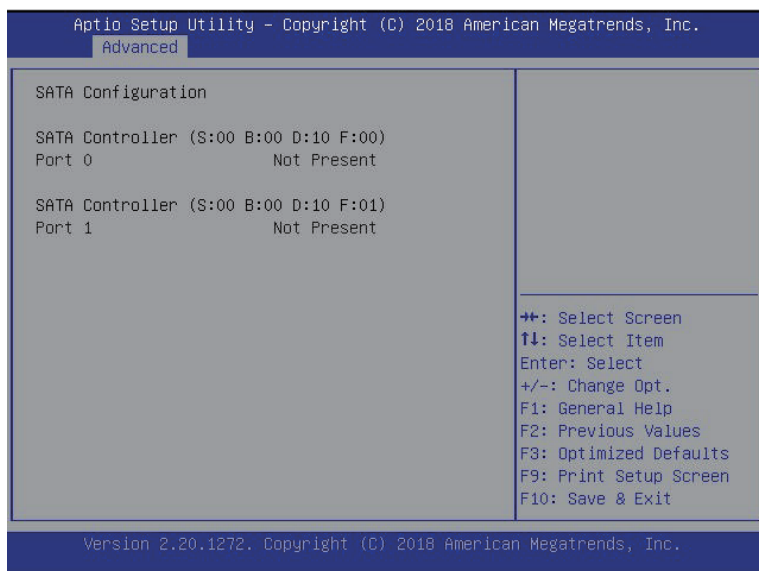 Aptio Setup Utility – Copyright (C) 2018 American Megatrends, Inc.
Advanced
SATA Configuration
SATA Controller (S:00 B:00 D:10 F:00)
Port 0 Not Present
SATA Controller (S:00 B:00 D:10 F:01)
Port 1 Not Present
→←: Select Screen
↑↓: Select Item
Enter: Select
+/-: Change Opt.
F1: General Help
F2: Previous Values
F3: Optimized Defaults
F9: Print Setup Screen
F10: Save & Exit
Version 2.20.1272. Copyright (C) 2018 American Megatrends, Inc.